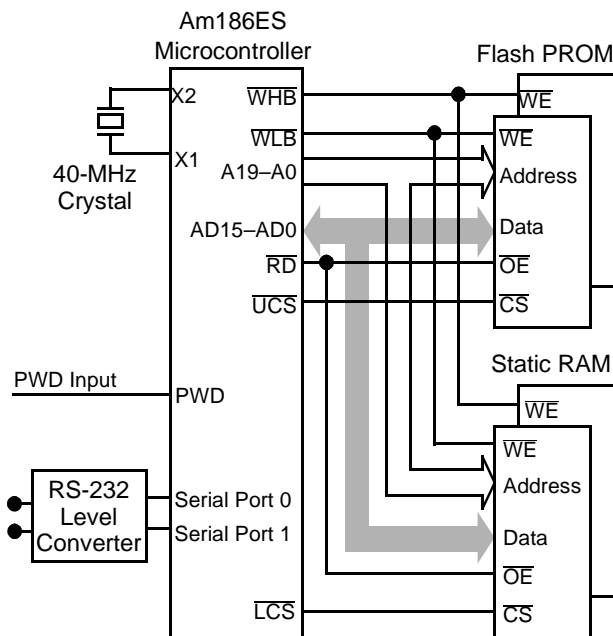 Am186ES
Microcontroller
Flash PROM
X2
WHB
WE
WLB
WE
X1
A19–A0
Address
40-MHz
Crystal
AD15–AD0
Data
RD
OE
UCS
CS
Static RAM
PWD Input
PWD
WE
WE
RS-232
Level
Converter
Serial Port 0
Address
Serial Port 1
Data
OE
LCS
CS